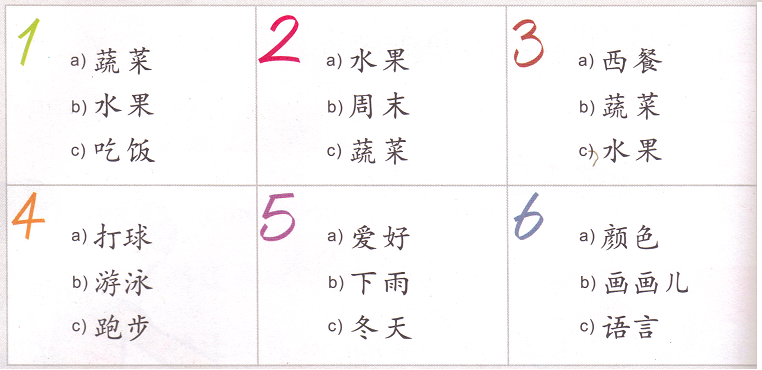 1
a) 蔬菜
b) 水果
c) 吃饭
2
a) 水果
b) 周末
c) 蔬菜
3
a) 西餐
b) 蔬菜
c) 水果
4
a) 打球
b) 游泳
c) 跑步
5
a) 爱好
b) 下雨
c) 冬天
6
a) 颜色
b) 画画儿
c) 语言